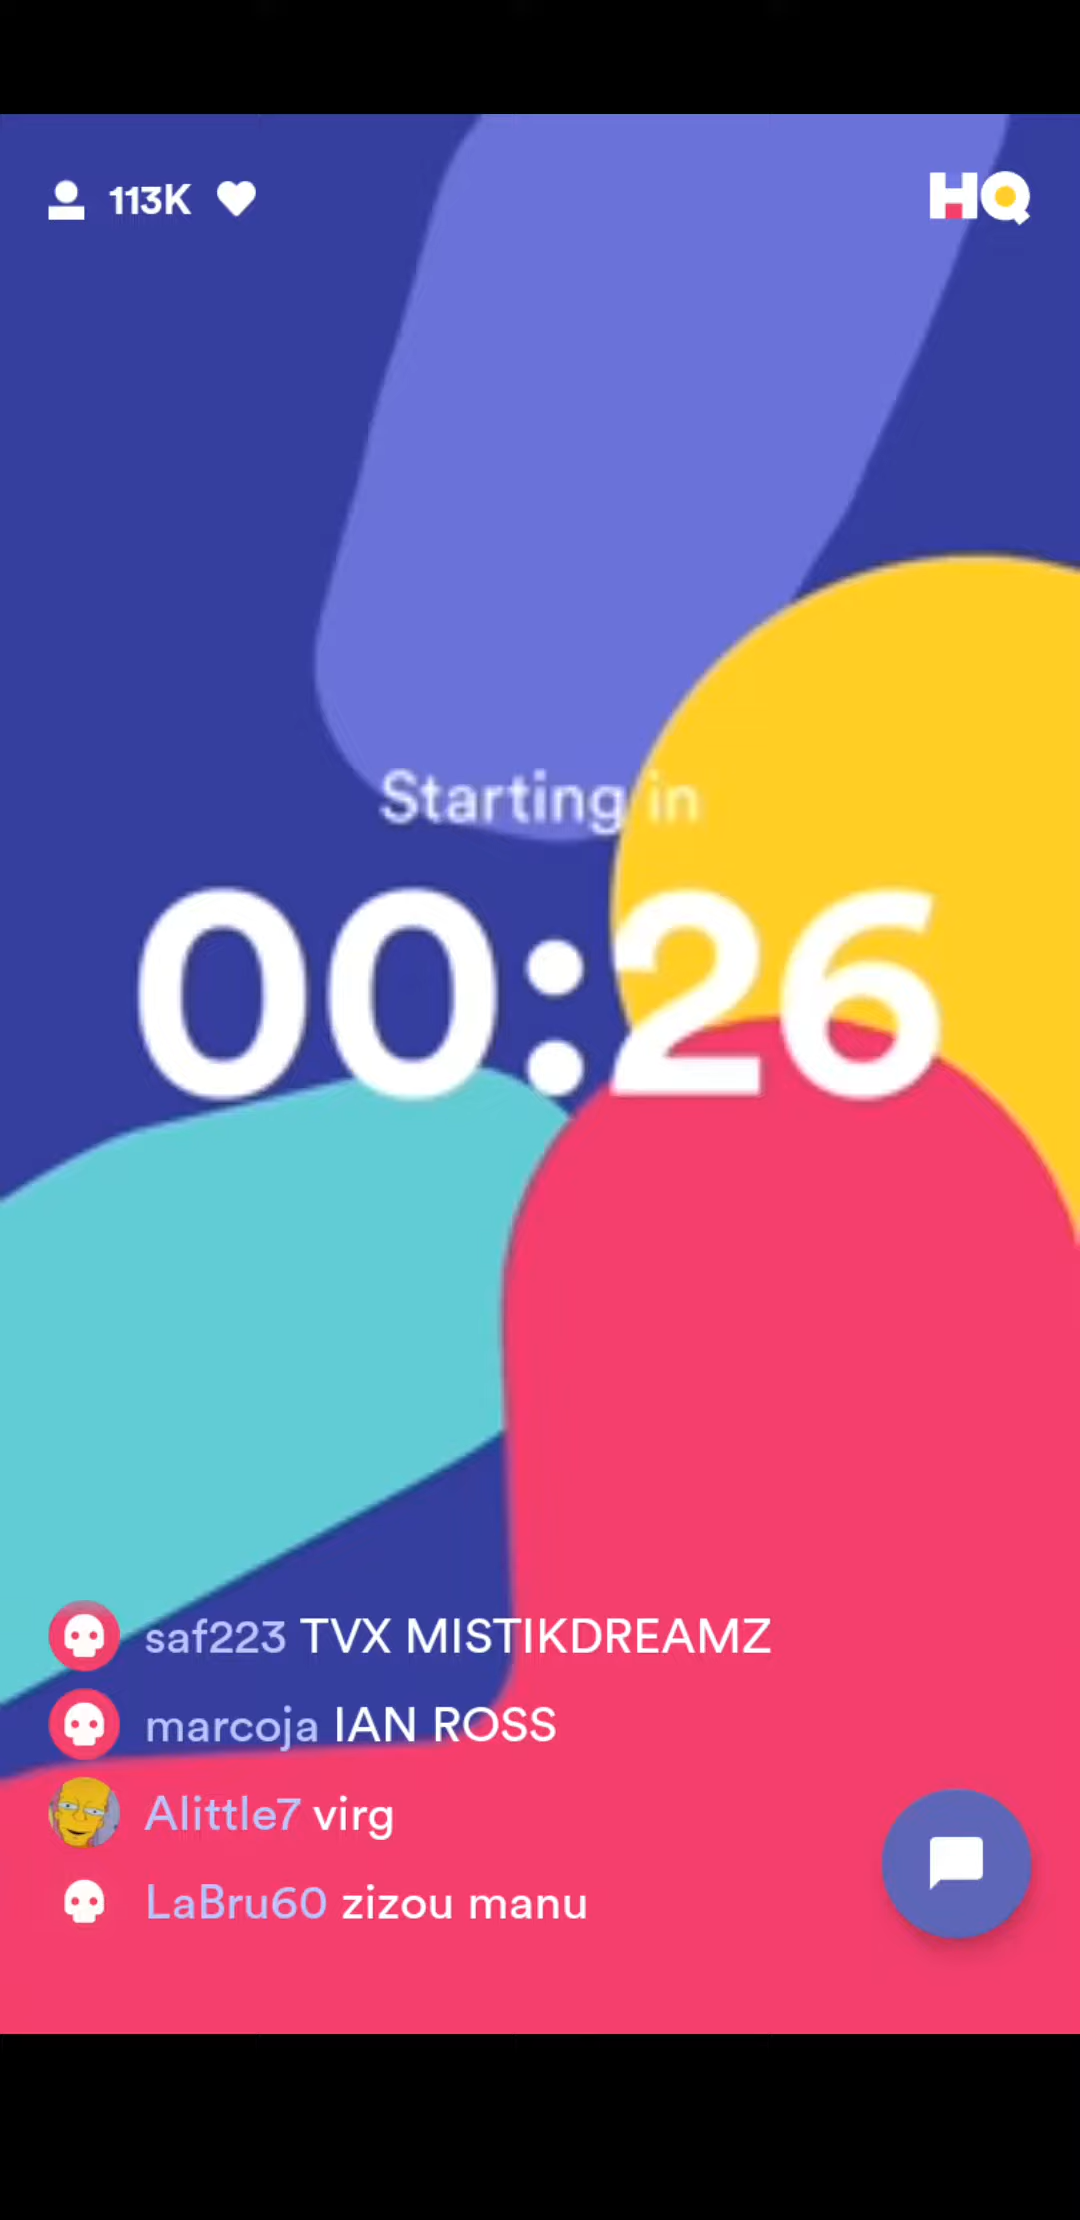 113K
HQ
Starting in
00:26
saf223 TVX MISTIKDREAMZ
marcoja IAN ROSS
Alittle7 virg
LaBru60 zizou manu